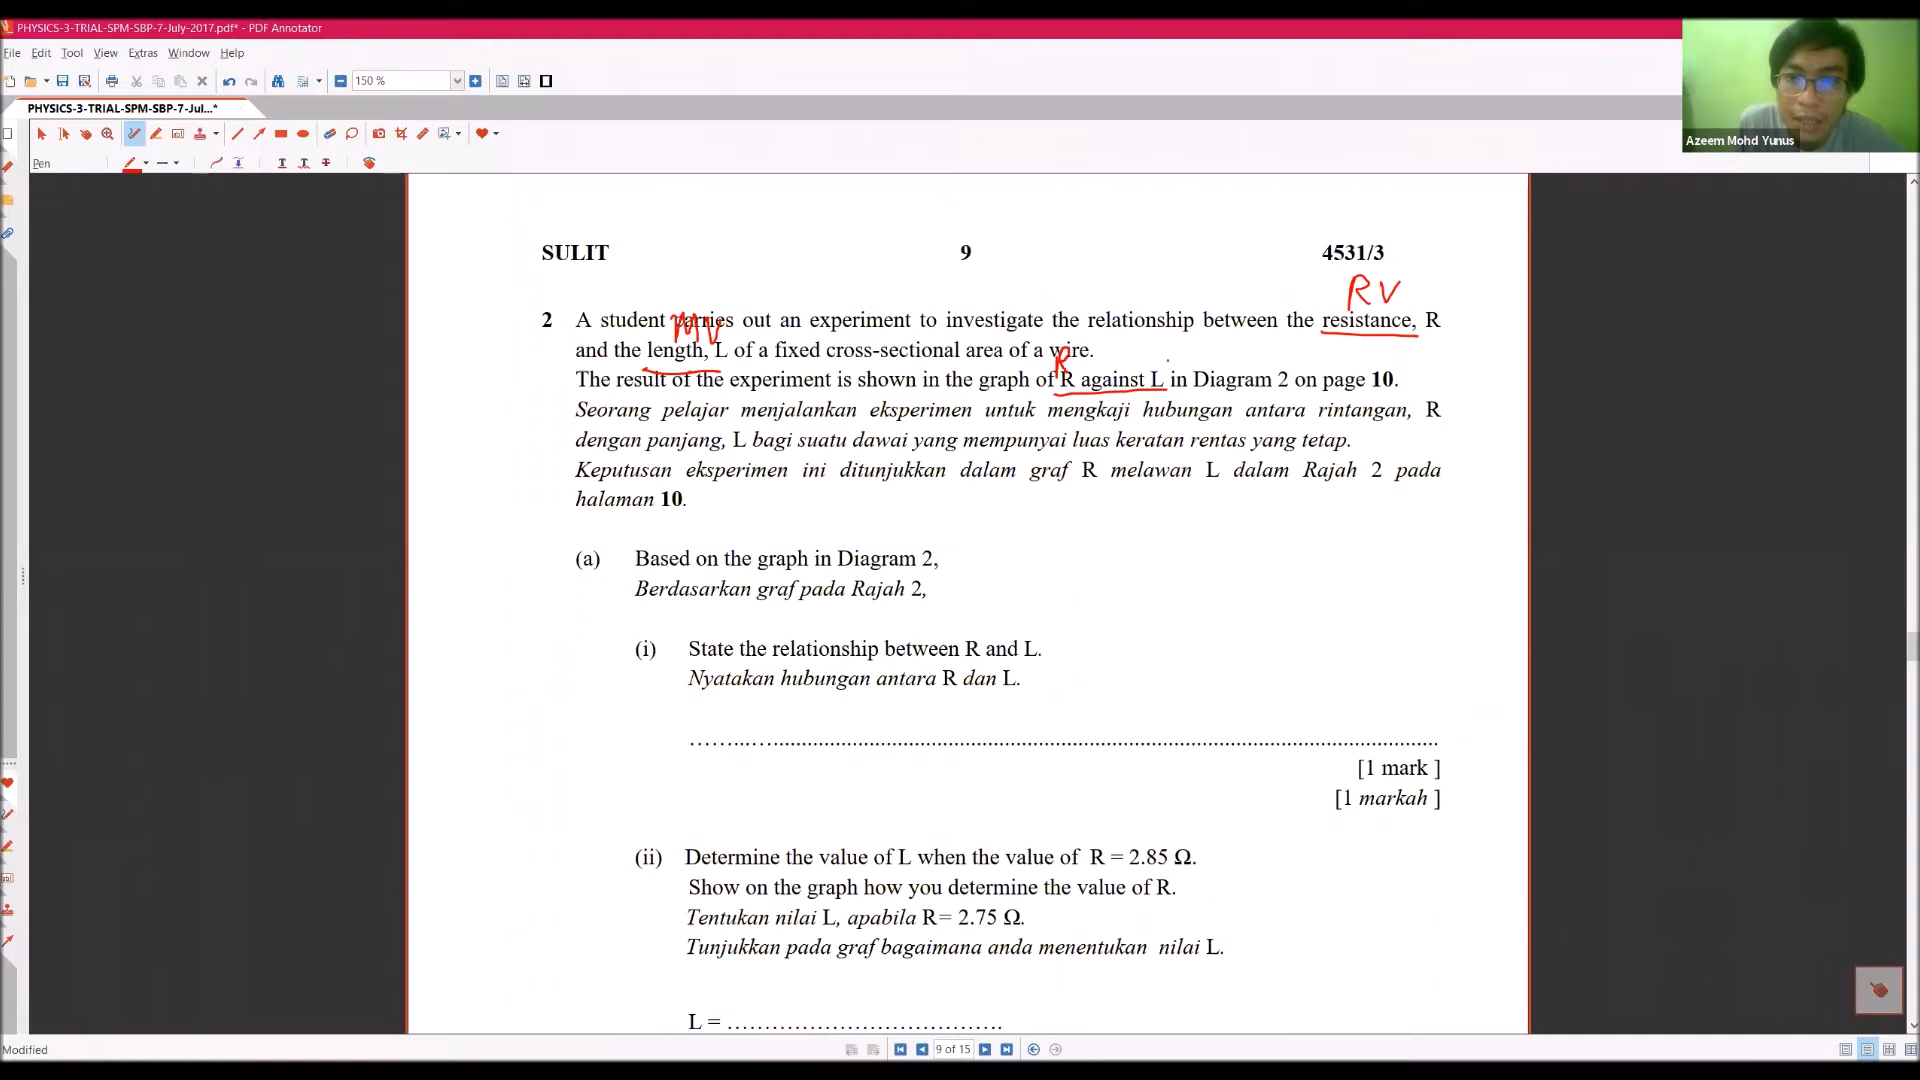 PHYSICS-3-TRIAL-SPM-SBP-7-July-2017.pdf* - PDF Annotator
File Edit Tool View Extras Window Help
150 %
PHYSICS-3-TRIAL-SPM-SBP-7-Jul...*
Pen
Azeem Mohd Yunus
SULIT 9 4531/3
RV
2 A student carries out an experiment to investigate the relationship between the resistance, R
MV
and the length, L of a fixed cross-sectional area of a wire.
R
The result of the experiment is shown in the graph of R against L in Diagram 2 on page 10.
Seorang pelajar menjalankan eksperimen untuk mengkaji hubungan antara rintangan, R
dengan panjang, L bagi suatu dawai yang mempunyai luas keratan rentas yang tetap.
Keputusan eksperimen ini ditunjukkan dalam graf R melawan L dalam Rajah 2 pada
halaman 10.
(a) Based on the graph in Diagram 2,
Berdasarkan graf pada Rajah 2,
(i) State the relationship between R and L.
Nyatakan hubungan antara R dan L.
................................................................................
[1 mark ]
[1 markah ]
(ii) Determine the value of L when the value of R = 2.85 Ω.
Show on the graph how you determine the value of R.
Tentukan nilai L, apabila R= 2.75 Ω.
Tunjukkan pada graf bagaimana anda menentukan nilai L.
L = ....................................
Modified
9 of 15